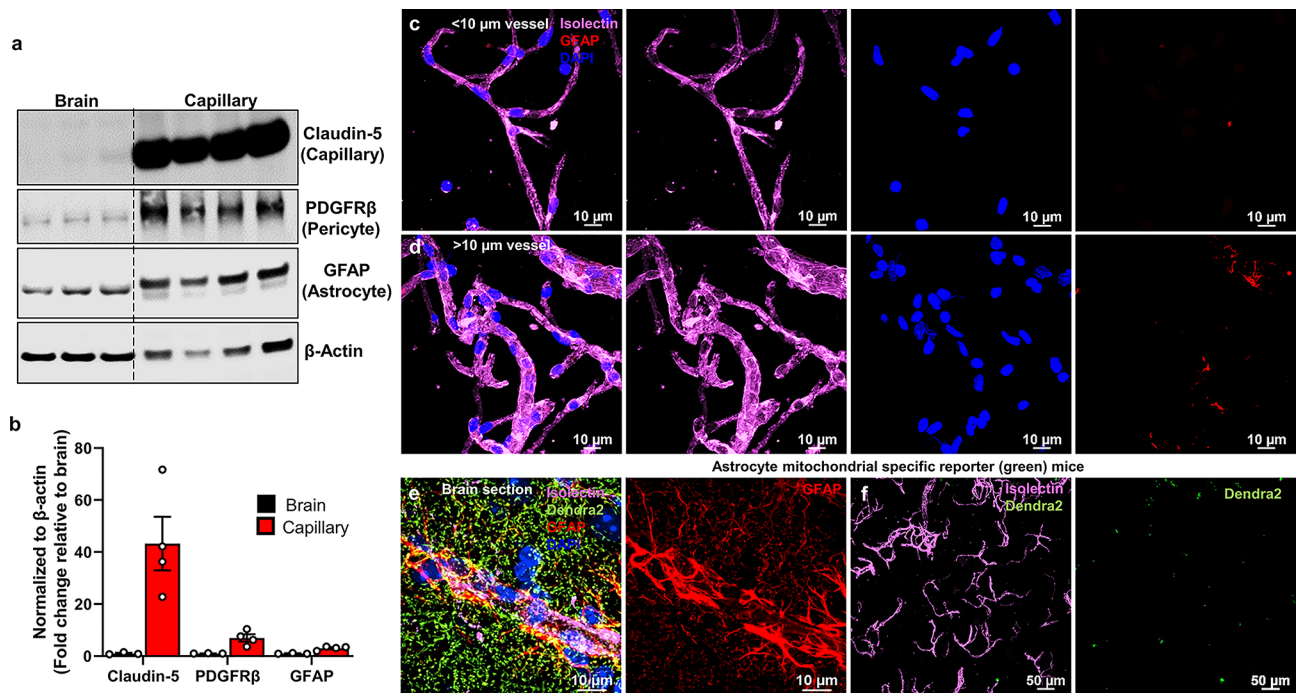 a
Brain Capillary
Claudin-5
(Capillary)
PDGFRβ
(Pericyte)
GFAP
(Astrocyte)
β-Actin
b
Normalized to β-actin
(Fold change relative to brain)
80
60
40
20
0
Brain
Capillary
Claudin-5 PDGFRβ GFAP
c <10 µm vessel Isolectin
GFAP
DAPI
10 µm 10 µm 10 µm 10 µm
d >10 µm vessel
10 µm 10 µm 10 µm 10 µm
Astrocyte mitochondrial specific reporter (green) mice
e Brain section Isolectin
Dendra2
GFAP
DAPI
10 µm
GFAP
10 µm
f Isolectin
Dendra2
50 µm
Dendra2
50 µm